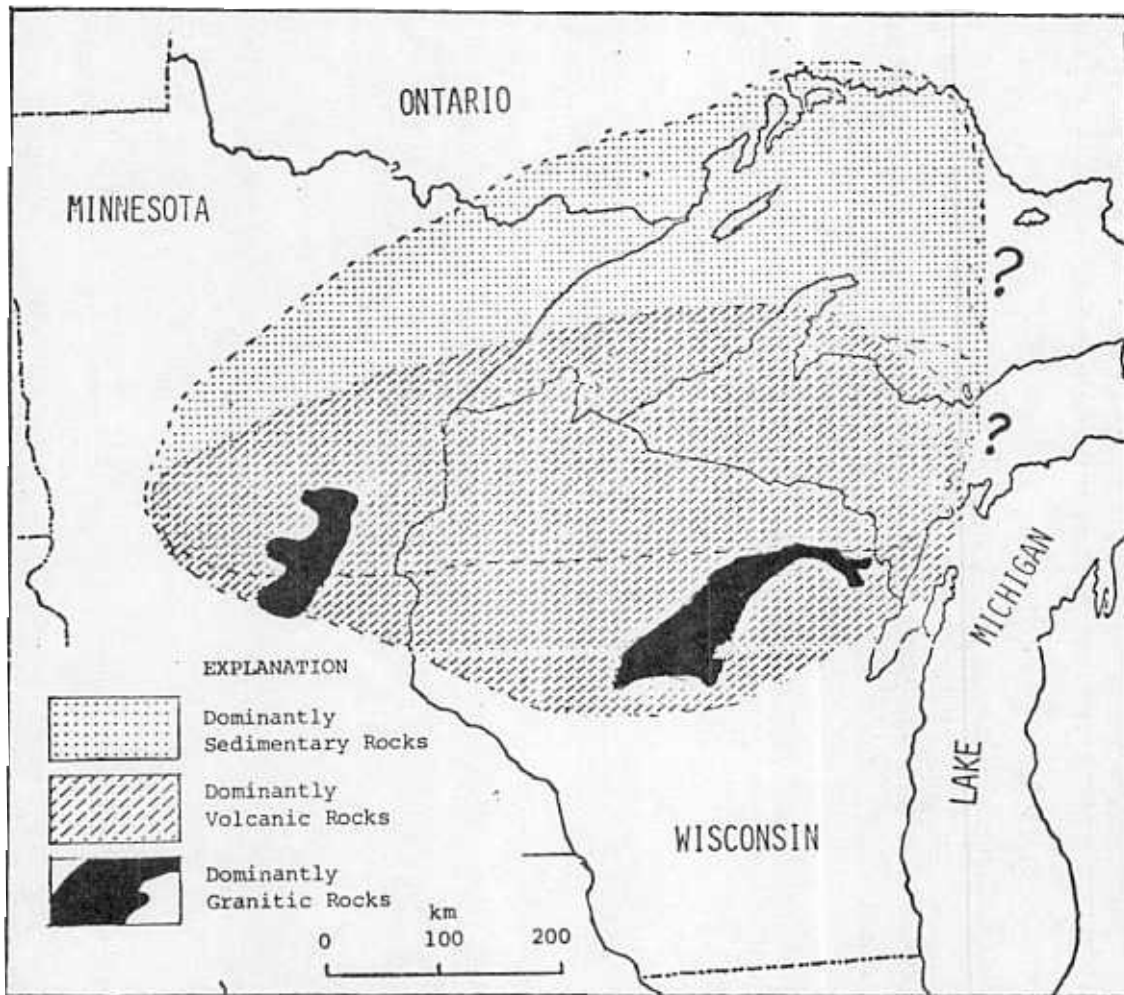 ONTARIO
MINNESOTA
?
?
MICHIGAN
LAKE
WISCONSIN
EXPLANATION
Dominantly
Sedimentary Rocks
Dominantly
Volcanic Rocks
Dominantly
Granitic Rocks
km
0 100 200